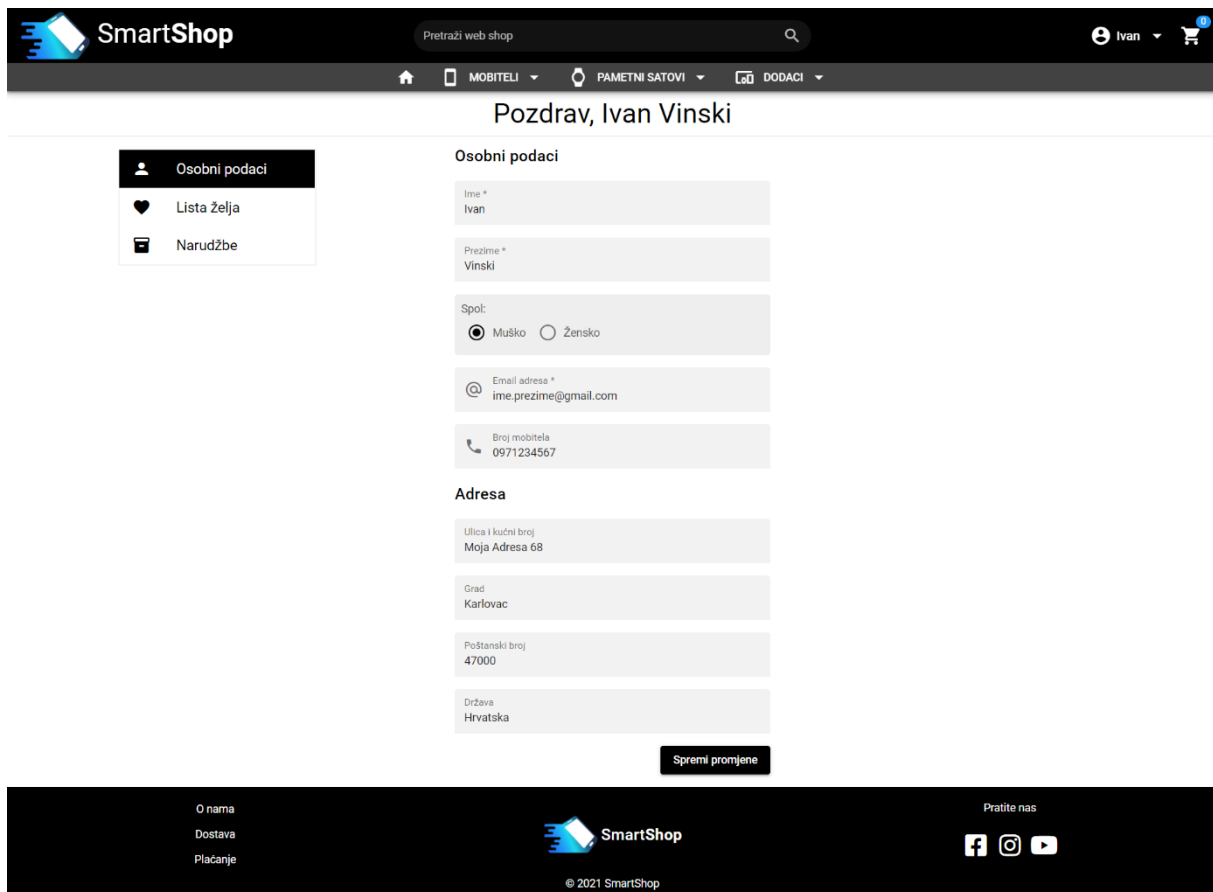 SmartShop
Pretraži web shop
Ivan
0
MOBITELI
PAMETNI SATOVI
DODACI
Pozdrav, Ivan Vinski
Osobni podaci
Lista želja
Narudžbe
Osobni podaci
Ime *
Ivan
Prezime *
Vinski
Spol:
Muško
Žensko
Email adresa *
ime.prezime@gmail.com
Broj mobitela
0971234567
Adresa
Ulica i kućni broj
Moja Adresa 68
Grad
Karlovac
Poštanski broj
47000
Država
Hrvatska
Spremi promjene
O nama
Dostava
Plaćanje
SmartShop
© 2021 SmartShop
Pratite nas